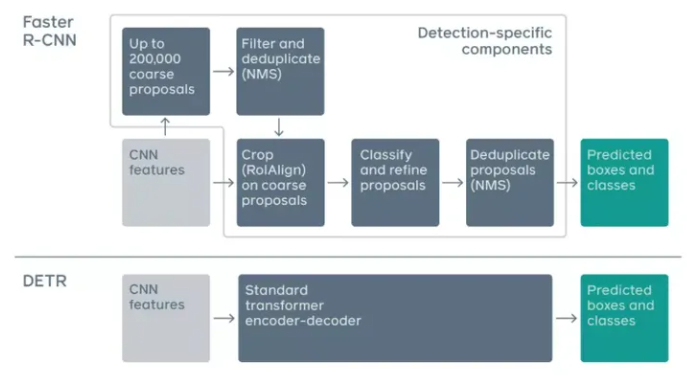 Faster
R-CNN
Up to
200,000
coarse
proposals
Filter and
deduplicate
(NMS)
Detection-specific
components
CNN
features
Crop
(RoIAlign)
on coarse
proposals
Classify
and refine
proposals
Deduplicate
proposals
(NMS)
Predicted
boxes and
classes
DETR
CNN
features
Standard
transformer
encoder-decoder
Predicted
boxes and
classes